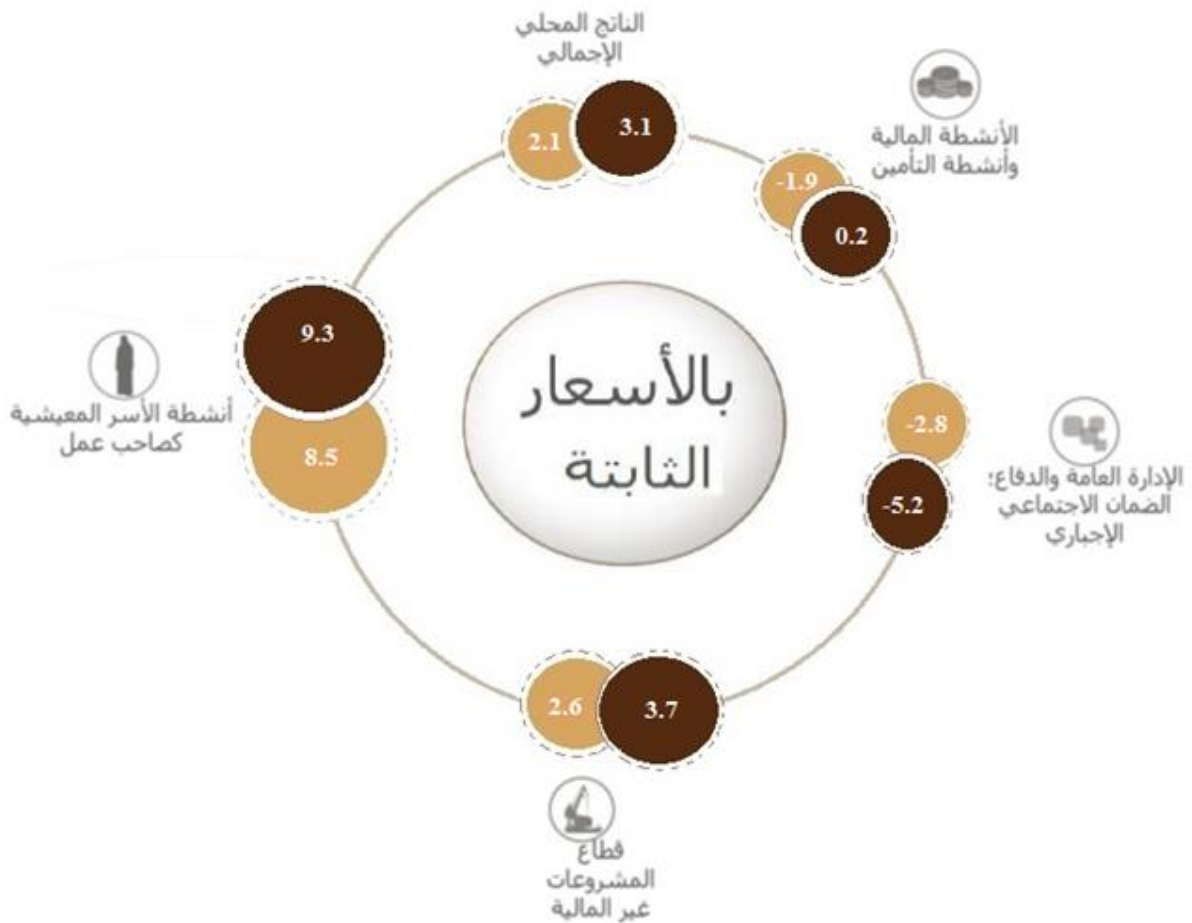 الناتج المحلي
الإجمالي
2.1
3.1
الأنشطة المالية
وأنشطة التأمين
-1.9
0.2
الإدارة العامة والدفاع؛
الضمان الاجتماعي
الإجباري
-2.8
-5.2
قطاع
المشروعات
غير المالية
2.6
3.7
أنشطة الأسر المعيشية
كصاحب عمل
9.3
8.5
بالأسعار
الثابتة